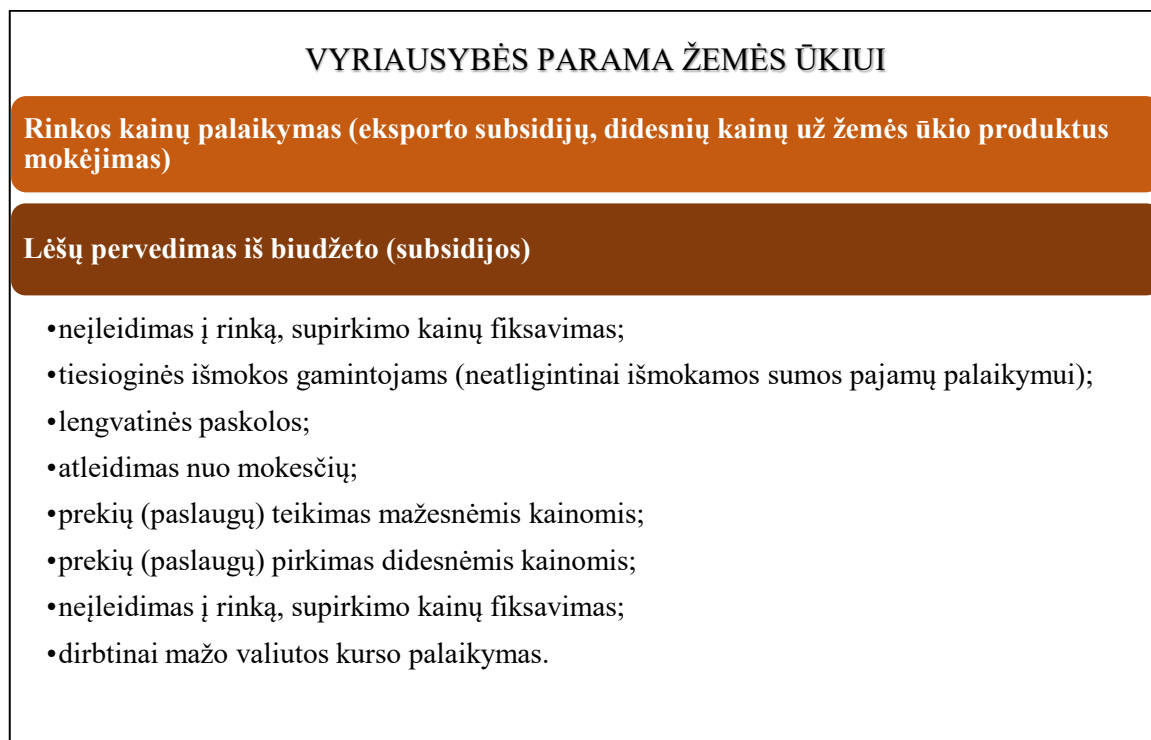 VYRIAUSYBĖS PARAMA ŽEMĖS ŪKIUI
Rinkos kainų palaikymas (eksporto subsidijų, didesnių kainų už žemės ūkio produktus
mokėjimas)
Lėšų pervedimas iš biudžeto (subsidijos)
•neįleidimas į rinką, supirkimo kainų fiksavimas;
•tiesioginės išmokos gamintojams (neatligintinai išmokamos sumos pajamų palaikymui);
•lengvatinės paskolos;
•atleidimas nuo mokesčių;
•prekių (paslaugų) teikimas mažesnėmis kainomis;
•prekių (paslaugų) pirkimas didesnėmis kainomis;
•neįleidimas į rinką, supirkimo kainų fiksavimas;
•dirbtinai mažo valiutos kurso palaikymas.